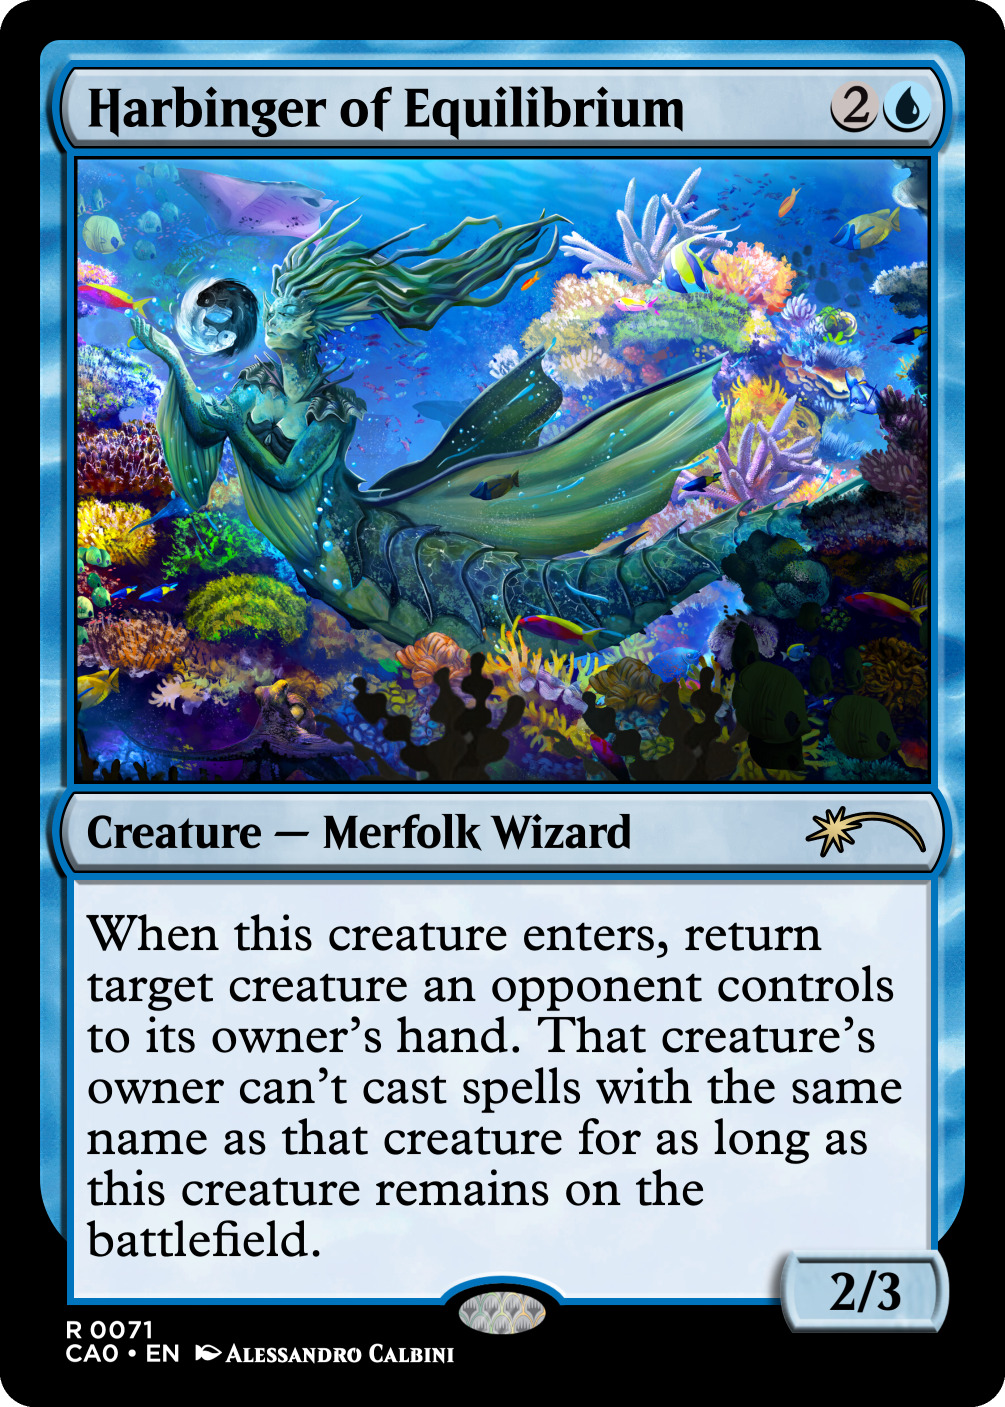 Harbinger of Equilibrium 2
Creature — Merfolk Wizard
When this creature enters, return
target creature an opponent controls
to its owner's hand. That creature's
owner can't cast spells with the same
name as that creature for as long as
this creature remains on the
battlefield.
2/3
R 0071
CAO • EN Alessandro Calbini